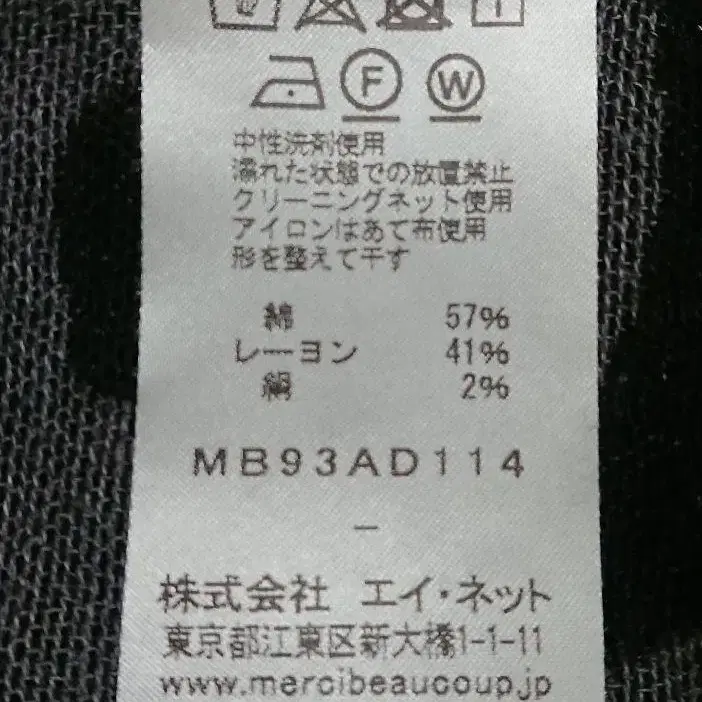 F W
中性洗剤使用
濡れた状態での放置禁止
クリーニングネット使用
アイロンはあて布使用
形を整えて干す
綿 57%
レーヨン 41%
絹 2%
MB93AD114
—
株式会社 エイ・ネット
東京都江東区新大橋1-1-11
www.mercibeaucoup.jp